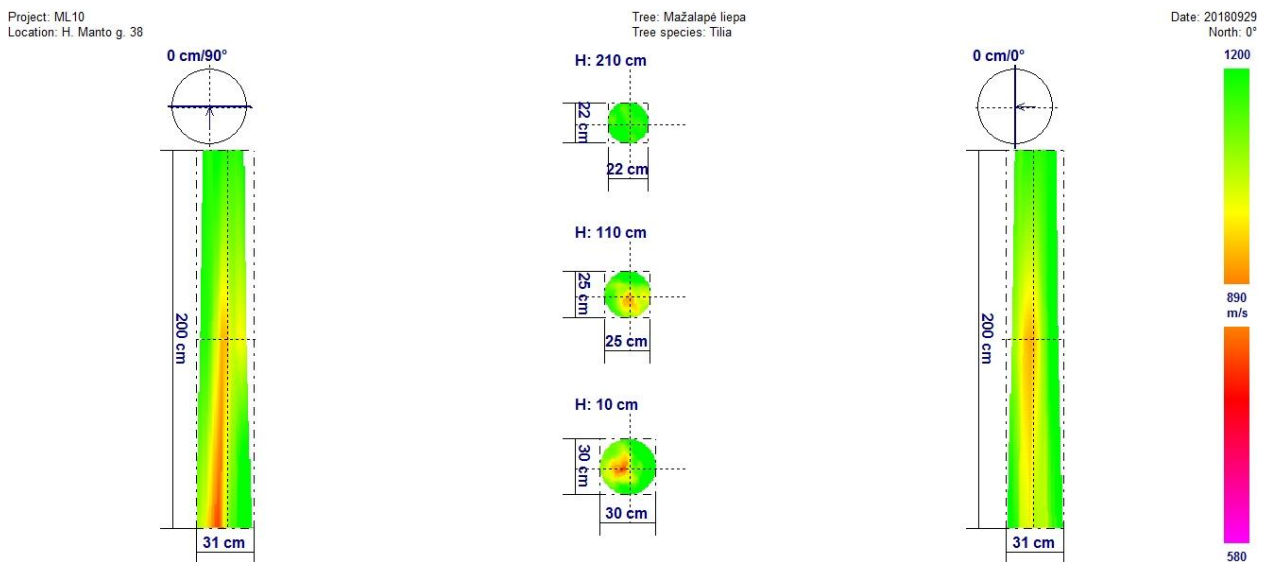 Project: ML10
Location: H. Manto g. 38
Tree: Mažalapė liepa
Tree species: Tilia
Date: 20180929
North: 0°
0 cm/90°
200 cm
31 cm
H: 210 cm
22 cm
22 cm
H: 110 cm
25 cm
25 cm
H: 10 cm
30 cm
30 cm
0 cm/0°
200 cm
31 cm
1200
890
m/s
580